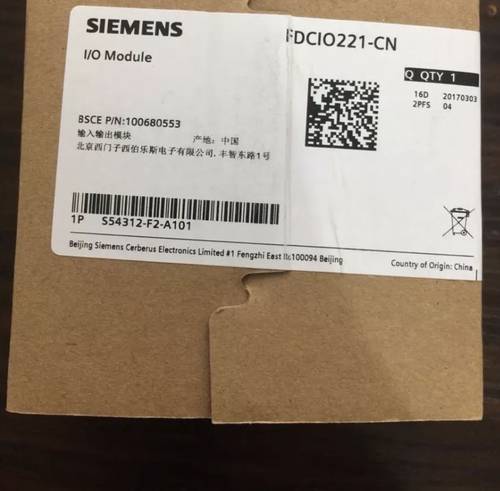 SIEMENS
FDCIO221-CN
I/O Module
Q QTY 1
16D 20170303
2PFS 04
BSCE P/N:100680553
输入输出模块 产地: 中国
北京西门子西伯乐斯电子有限公司.丰智东路1号
1P S54312-F2-A101
Beijing Siemens Cerberus Electronics Limited #1 Fengzhi East 100094 Beijing
Country of Origin: China